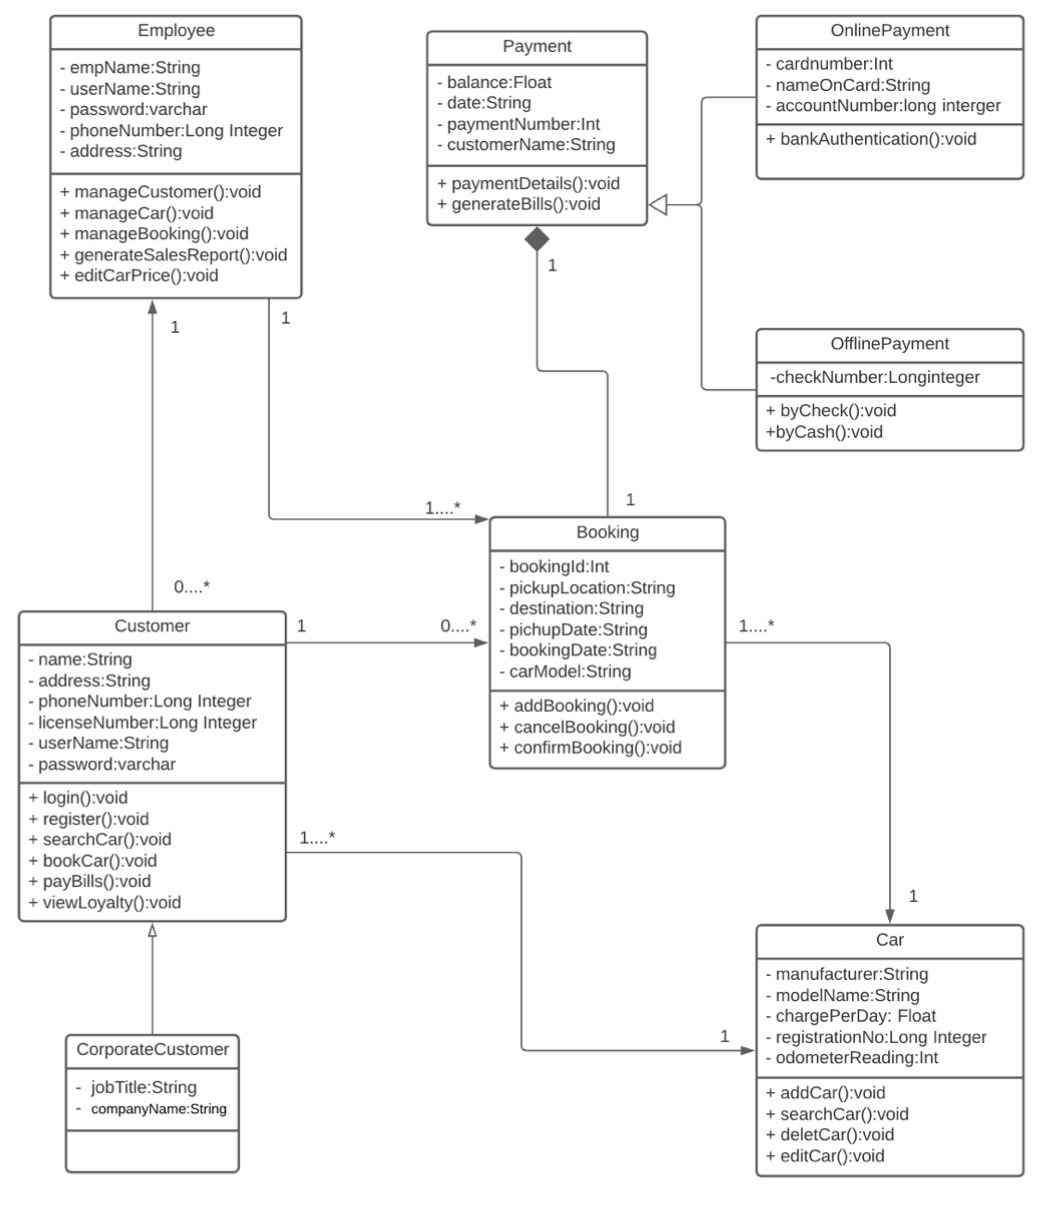 Employee
- empName:String
- userName:String
- password:varchar
- phoneNumber:Long Integer
- address:String
+ manageCustomer():void
+ manageCar():void
+ manageBooking():void
+ generateSalesReport():void
+ editCarPrice():void
Payment
- balance:Float
- date:String
- paymentNumber:Int
- customerName:String
+ paymentDetails():void
+ generateBills():void
OnlinePayment
- cardnumber:Int
- nameOnCard:String
- accountNumber:long interger
+ bankAuthentication():void
1
1
1
OfflinePayment
-checkNumber:Longinteger
+ byCheck():void
+byCash():void
1....*
1
0....*
Booking
- bookingId:Int
- pickupLocation:String
- destination:String
- pichupDate:String
- bookingDate:String
- carModel:String
+ addBooking():void
+ cancelBooking():void
+ confirmBooking():void
Customer
- name:String
- address:String
- phoneNumber:Long Integer
- licenseNumber:Long Integer
- userName:String
- password:varchar
+ login():void
+ register():void
+ searchCar():void
+ bookCar():void
+ payBills():void
+ viewLoyalty():void
1
0....*
1....*
1....*
1
1
Car
- manufacturer:String
- modelName:String
- chargePerDay: Float
- registrationNo:Long Integer
- odometerReading:Int
+ addCar():void
+ searchCar():void
+ deletCar():void
+ editCar():void
CorporateCustomer
- jobTitle:String
- companyName:String